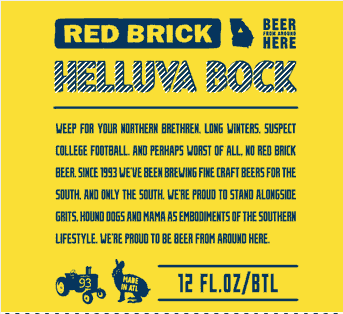 RED BRICK
BEER
FROM AROUND
HERE
HELLUVA BOCK
WEEP FOR YOUR NORTHERN BRETHREN. LONG WINTERS. SUSPECT
COLLEGE FOOTBALL. AND PERHAPS WORST OF ALL, NO RED BRICK
BEER. SINCE 1993 WE'VE BEEN BREWING FINE CRAFT BEERS FOR THE
SOUTH. AND ONLY THE SOUTH. WE'RE PROUD TO STAND ALONGSIDE
GRITS, HOUND DOGS AND MAMA AS EMBODIMENTS OF THE SOUTHERN
LIFESTYLE. WE'RE PROUD TO BE BEER FROM AROUND HERE.
93
MADE
IN ATL
12 FL.OZ/BTL